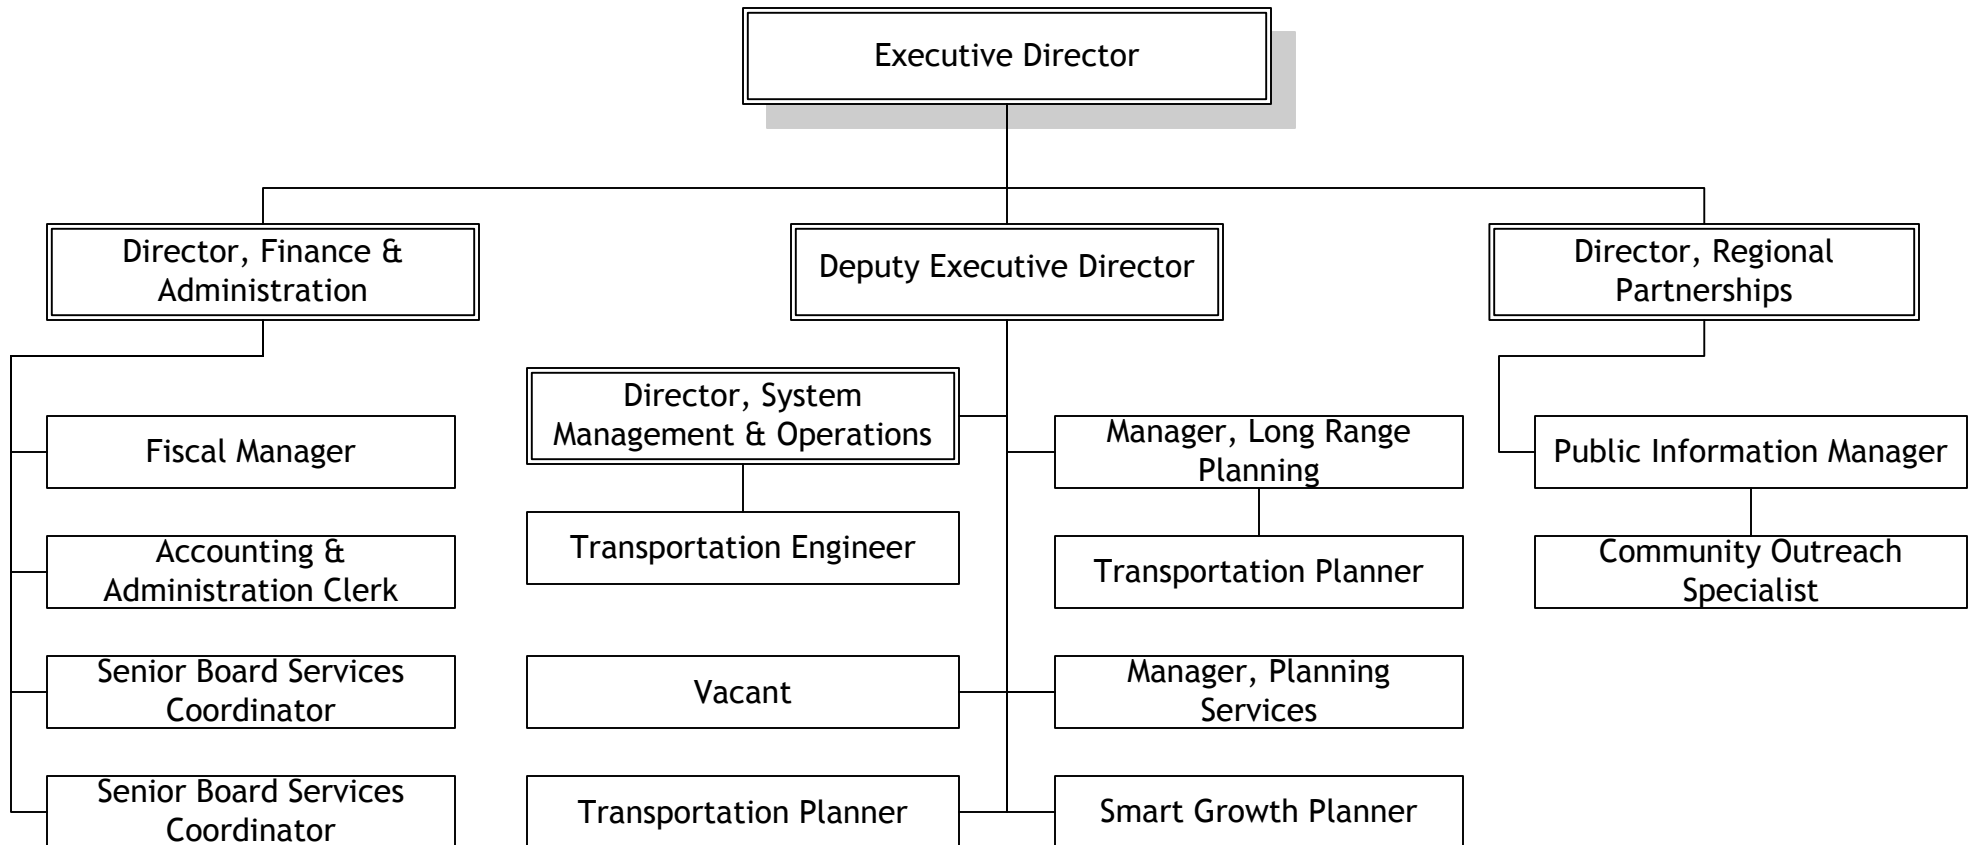 Executive Director
Director, Finance &
Administration
Deputy Executive Director
Director, Regional
Partnerships
Director, System
Management & Operations
Fiscal Manager
Manager, Long Range
Planning
Public Information Manager
Transportation Engineer
Accounting &
Administration Clerk
Transportation Planner
Community Outreach
Specialist
Senior Board Services
Coordinator
Vacant
Manager, Planning
Services
Senior Board Services
Coordinator
Transportation Planner
Smart Growth Planner